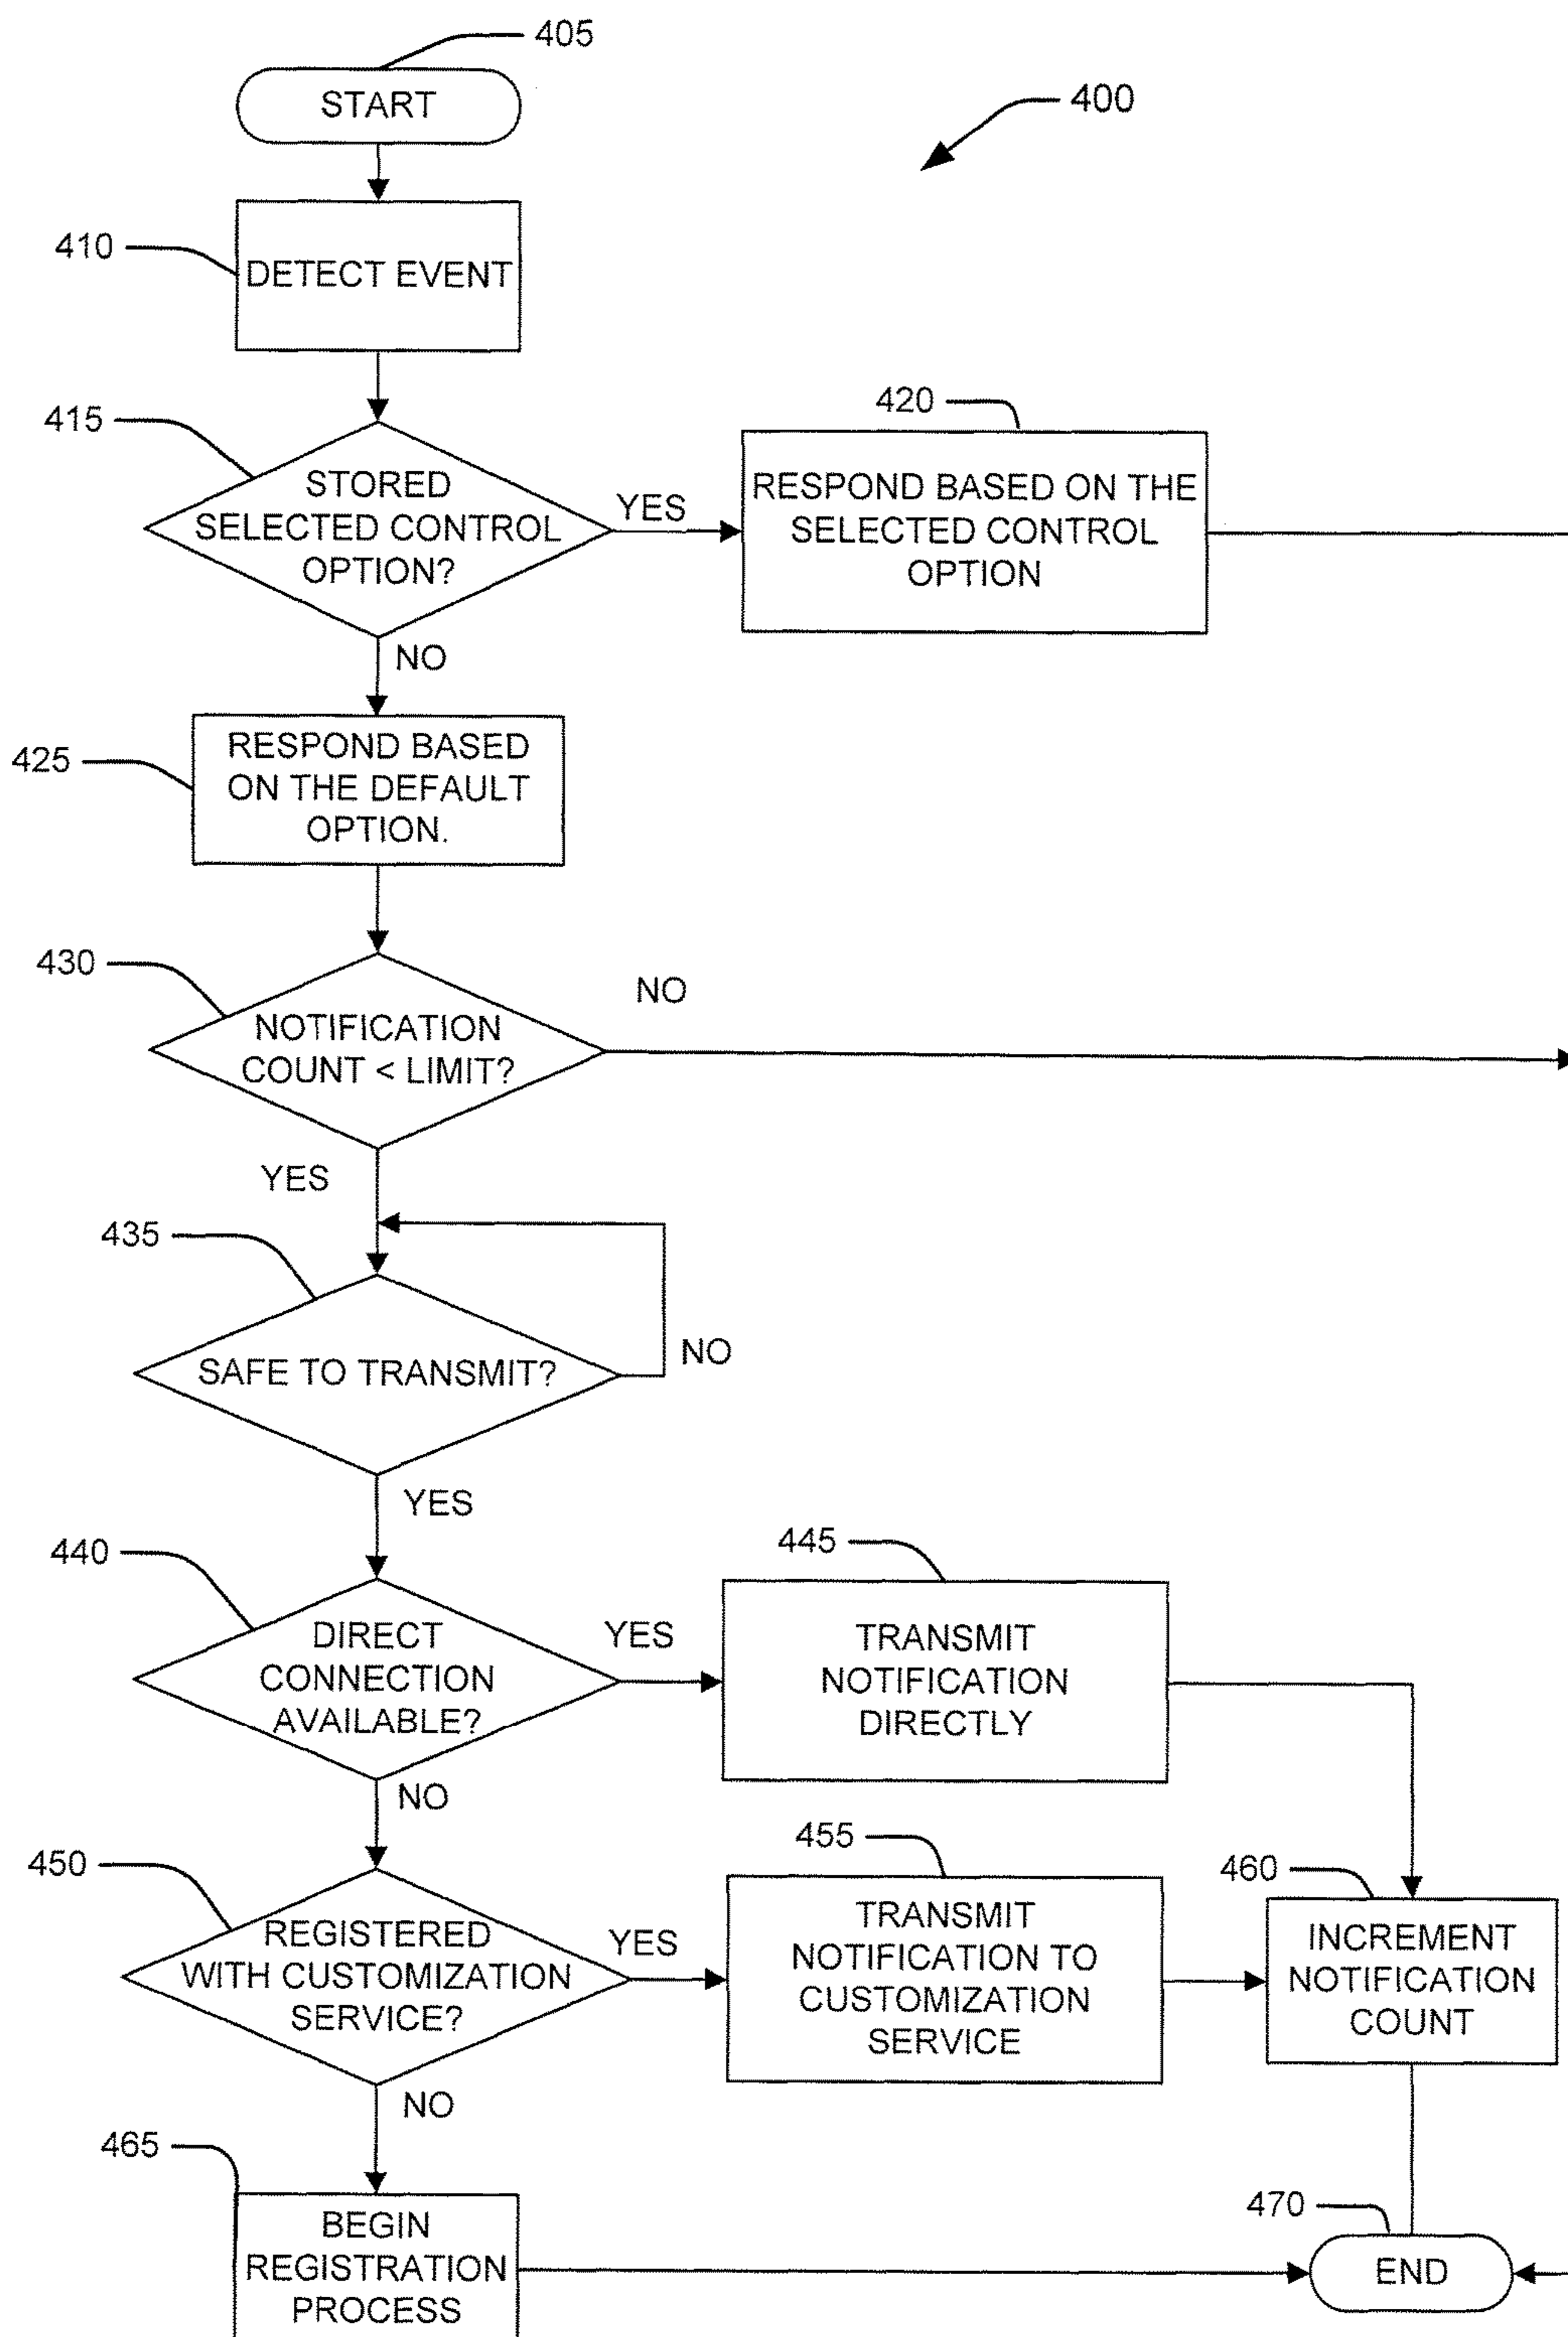 405
START
400
410
DETECT EVENT
415
STORED
SELECTED CONTROL
OPTION?
YES
420
RESPOND BASED ON THE
SELECTED CONTROL
OPTION
NO
425
RESPOND BASED
ON THE DEFAULT
OPTION.
430
NOTIFICATION
COUNT < LIMIT?
NO
YES
435
SAFE TO TRANSMIT?
NO
YES
440
DIRECT
CONNECTION
AVAILABLE?
YES
445
TRANSMIT
NOTIFICATION
DIRECTLY
NO
450
REGISTERED
WITH CUSTOMIZATION
SERVICE?
YES
455
TRANSMIT
NOTIFICATION TO
CUSTOMIZATION
SERVICE
460
INCREMENT
NOTIFICATION
COUNT
NO
465
BEGIN
REGISTRATION
PROCESS
470
END